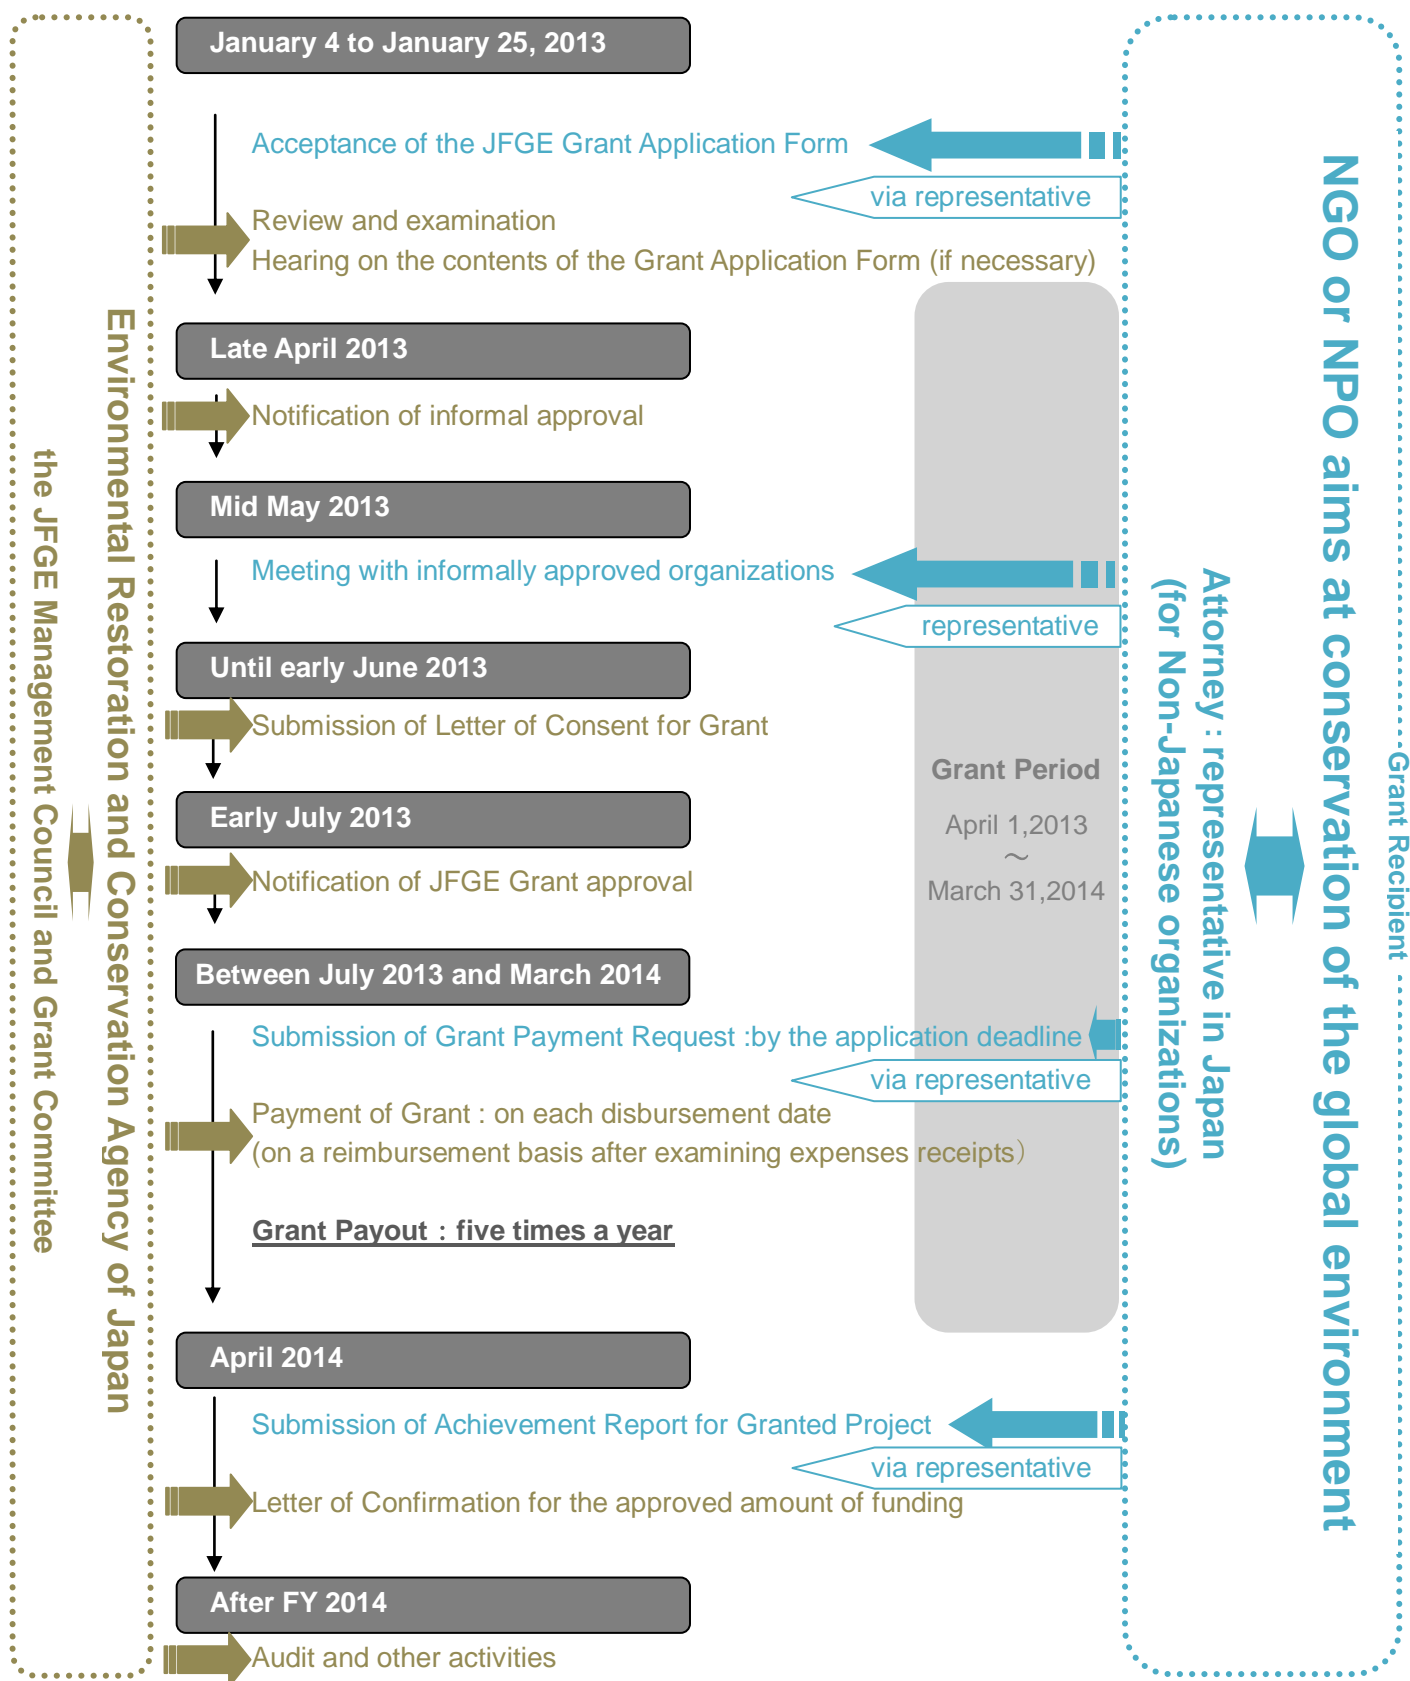 January 4 to January 25, 2013
Acceptance of the JFGE Grant Application Form
via representative
Review and examination
Hearing on the contents of the Grant Application Form (if necessary)
Late April 2013
Notification of informal approval
Mid May 2013
Meeting with informally approved organizations
representative
Until early June 2013
Submission of Letter of Consent for Grant
Early July 2013
Notification of JFGE Grant approval
Between July 2013 and March 2014
Submission of Grant Payment Request :by the application deadline
via representative
Payment of Grant : on each disbursement date
(on a reimbursement basis after examining expenses receipts）
Grant Payout：five times a year
April 2014
Submission of Achievement Report for Granted Project
via representative
Letter of Confirmation for the approved amount of funding
After FY 2014
Audit and other activities
Grant Period
April 1,2013
～
March 31,2014
Environmental Restoration and Conservation Agency of Japan
the JFGE Management Council and Grant Committee
Grant Recipient
NGO or NPO aims at conservation of the global environment
Attorney : representative in Japan
(for Non-Japanese organizations)